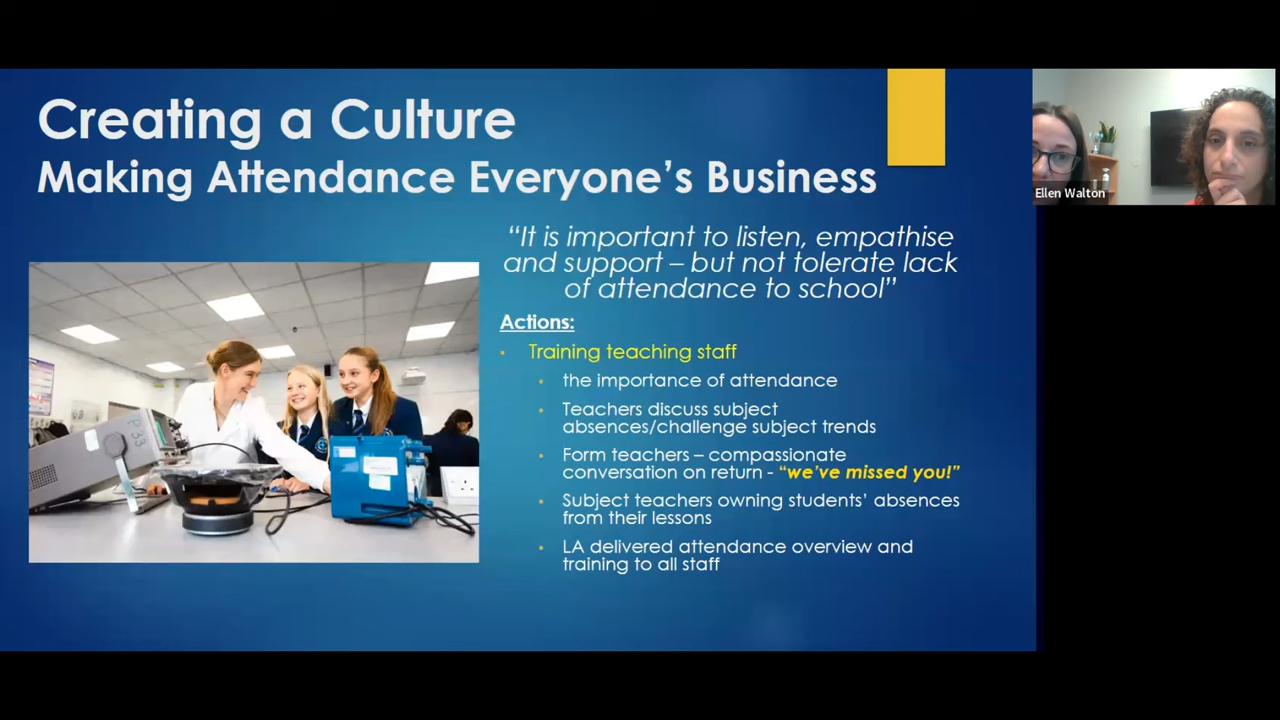 Creating a Culture
Making Attendance Everyone's Business
Ellen Walton
“It is important to listen, empathise
and support – but not tolerate lack
of attendance to school”
Actions:
Training teaching staff
the importance of attendance
Teachers discuss subject
absences/challenge subject trends
Form teachers – compassionate
conversation on return - “we’ve missed you!”
Subject teachers owning students’ absences
from their lessons
LA delivered attendance overview and
training to all staff
P33